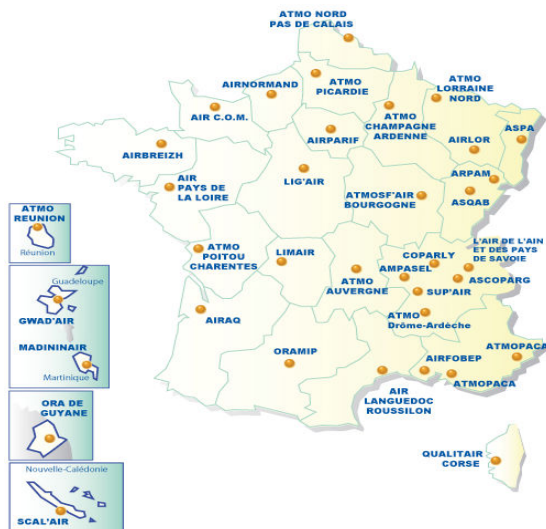 ATMO NORD
PAS DE CALAIS
AIRNORMAND
ATMO
PICARDIE
ATMO
LORRAINE
NORD
AIR C.O.M.
ATMO
CHAMPAGNE
ARDENNE
ASPA
AIRPARIF
AIRLOR
AIRBREIZH
AIR
PAYS DE
LA LOIRE
LIG'AIR
ARPAM
ATMOSF'AIR
BOURGOGNE
ASQAB
ATMO
REUNION
Réunion
ATMO
POITOU
CHARENTES
LIMAIR
COPARLY
AMPASEL
L'AIR DE L'AIN
ET DES PAYS
DE SAVOIE
ATMO
AUVERGNE
ASCOPARG
SUP'AIR
Guadeloupe
GWAD'AIR
AIRAQ
ATMO
Drôme-Ardèche
MADININAIR
Martinique
ORAMIP
AIRFOBEP
ATMOPACA
ATMOPACA
AIR
LANGUEDOC
ROUSSILON
ORA DE
GUYANE
QUALITAIR
CORSE
Nouvelle-Calédonie
SCAL'AIR